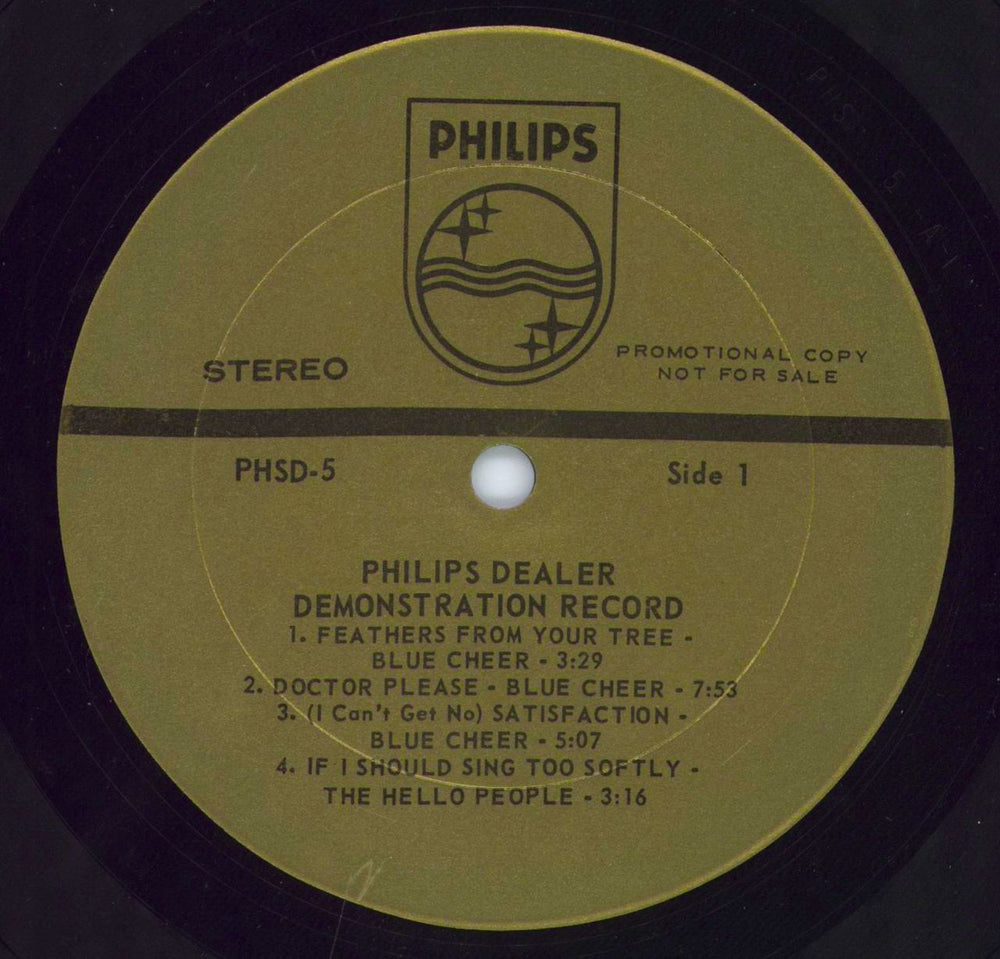 PHILIPS
STEREO
PROMOTIONAL COPY
NOT FOR SALE
PHSD-5
Side 1
PHILIPS DEALER
DEMONSTRATION RECORD
1. FEATHERS FROM YOUR TREE -
BLUE CHEER - 3:29
2. DOCTOR PLEASE - BLUE CHEER - 7:53
3. (I Can't Get No) SATISFACTION -
BLUE CHEER - 5:07
4. IF I SHOULD SING TOO SOFTLY -
THE HELLO PEOPLE - 3:16